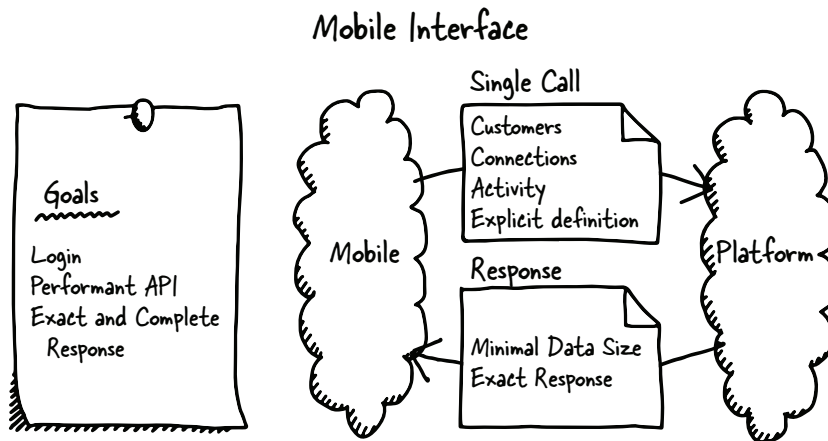 Mobile Interface
Goals
Login
Performant API
Exact and Complete
Response
Mobile
Single Call
Customers
Connections
Activity
Explicit definition
Response
Minimal Data Size
Exact Response
Platform